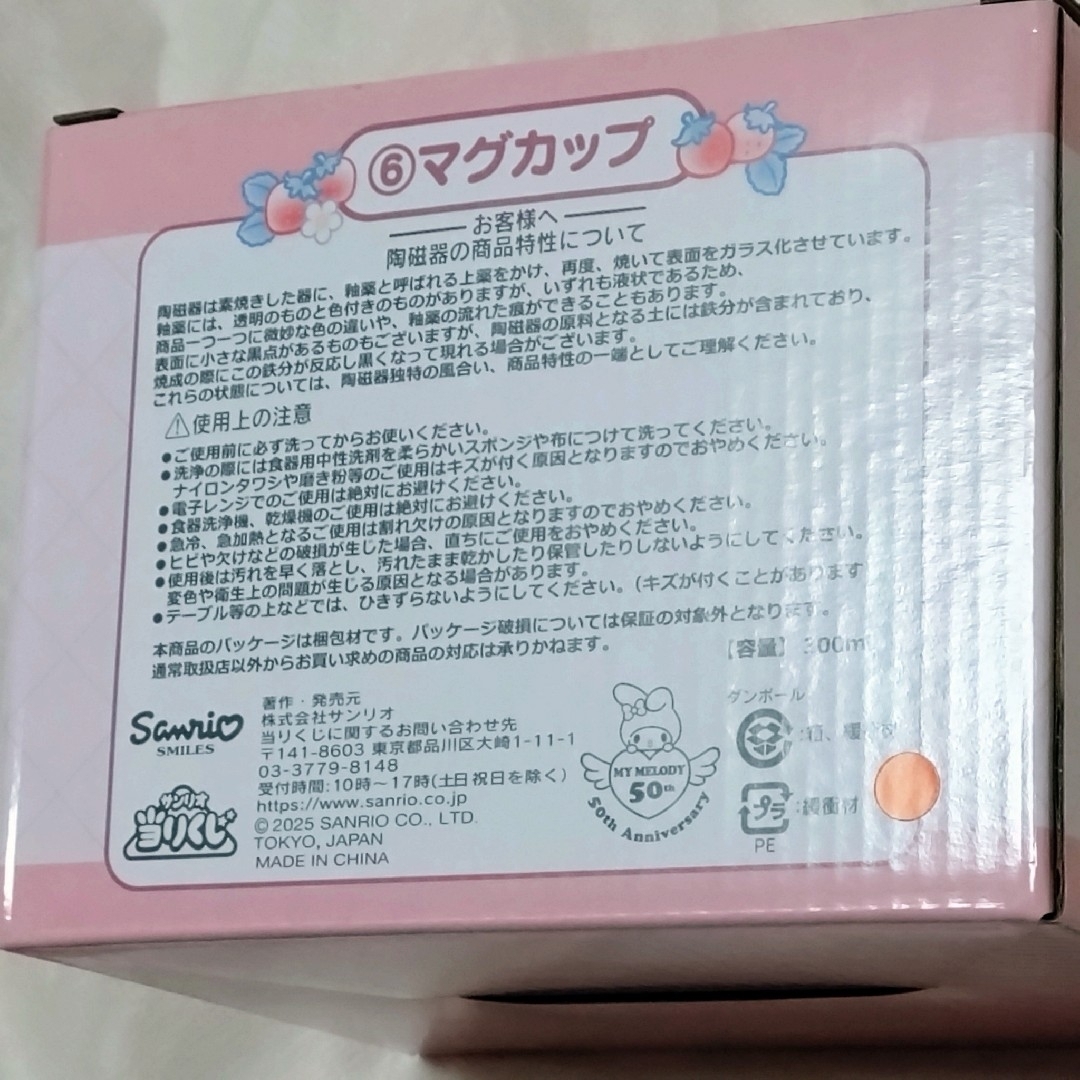 ⑥マグカップ
お客様へ
陶磁器の商品特性について
陶磁器は素焼きした器に、釉薬と呼ばれる上薬をかけ、再度、焼いて表面をガラス化させています。
釉薬には、透明のものと色付きのものがありますが、いずれも液状であるため、
商品一つ一つに微妙な色の違いや、釉薬の流れた痕ができることもあります。
表面に小さな黒点があるものもございますが、陶磁器の原料となる土には鉄分が含まれており、
焼成の際にこの鉄分が反応し黒くなって現れる場合がございます。
これらの状態については、陶磁器独特の風合い、商品特性の一端としてご理解ください。
⚠使用上の注意
●ご使用前に必ず洗ってからお使いください。
●洗浄の際には食器用中性洗剤を柔らかいスポンジや布につけて洗ってください。
ナイロンタワシや磨き粉等のご使用はキズが付く原因となりますのでおやめください。
●電子レンジでのご使用は絶対にお避けください。
●食器洗浄機、乾燥機のご使用は絶対にお避けください。
●急冷、急加熱となるご使用は割れ欠けの原因となりますのでおやめください。
●ヒビや欠けなどの破損が生じた場合、直ちにご使用をおやめください。
●使用後は汚れを早く落とし、汚れたまま乾かしたり保管したりしないようにしてください。
変色や衛生上の問題が生じる原因となる場合があります。
●テーブル等の上などでは、ひきずらないようにしてください。（キズが付くことがあります
本商品のパッケージは梱包材です。パッケージ破損については保証の対象外となります。
通常取扱店以外からお買い求めの商品の対応は承りかねます。
【容量】300ml
Sanrio
SMILES
サンリオ
当りくじ
著作・発売元
株式会社サンリオ
当りくじに関するお問い合わせ先
〒141-8603 東京都品川区大崎1-11-1
03-3779-8148
受付時間:10時～17時(土日祝日を除く)
https://www.sanrio.co.jp
© 2025 SANRIO CO., LTD.
TOKYO, JAPAN
MADE IN CHINA
MY MELODY
50th
50th Anniversary
ダンボール
:箱、
プラ
:緩衝材
PE